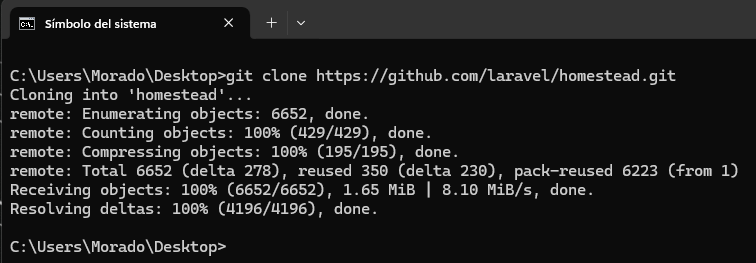 Símbolo del sistema
C:\Users\Morado\Desktop>git clone https://github.com/laravel/homestead.git
Cloning into 'homestead'...
remote: Enumerating objects: 6652, done.
remote: Counting objects: 100% (429/429), done.
remote: Compressing objects: 100% (195/195), done.
remote: Total 6652 (delta 278), reused 350 (delta 230), pack-reused 6223 (from 1)
Receiving objects: 100% (6652/6652), 1.65 MiB | 8.10 MiB/s, done.
Resolving deltas: 100% (4196/4196), done.
C:\Users\Morado\Desktop>